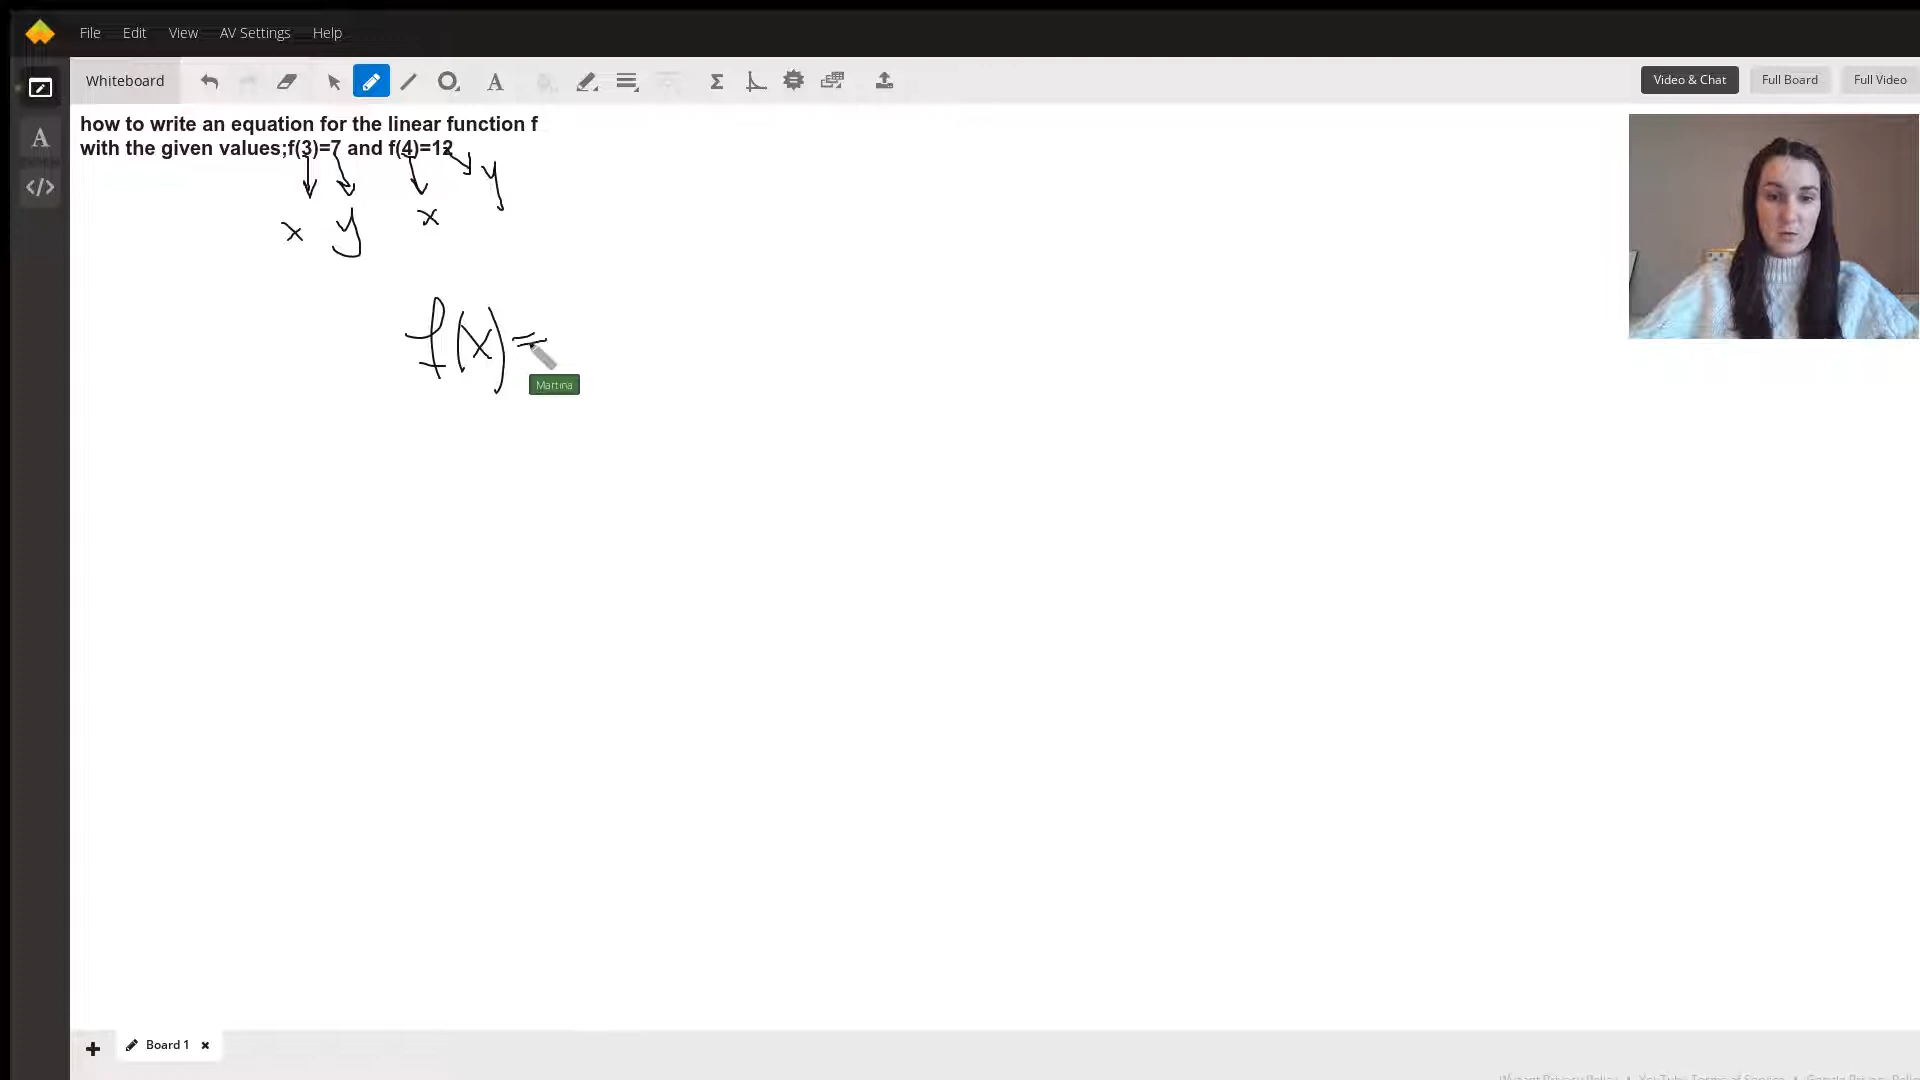 File Edit View AV Settings Help
Whiteboard
Video & Chat Full Board Full Video
how to write an equation for the linear function f
with the given values;f(3)=7 and f(4)=12
x y x y
f(x)=
Martina
Board 1